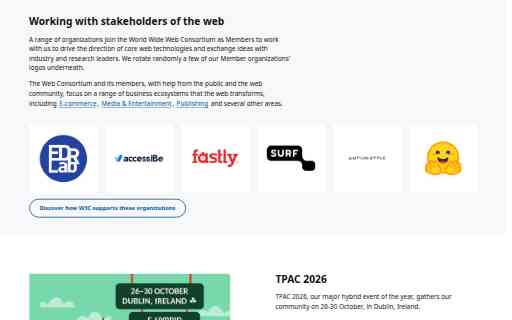 Working with stakeholders of the web
A range of organizations join the World Wide Web Consortium as Members to work
with us to drive the direction of core web technologies and exchange ideas with
industry and research leaders. We rotate randomly a few of our Member organizations'
logos underneath.
The Web Consortium and its members, with help from the public and the web
community, focus on a range of business ecosystems that the web transforms,
including E-commerce, Media & Entertainment, Publishing and several other areas.
EDR Lab
accessiBe
fastly
SURF
Discover how W3C supports these organizations
26-30 OCTOBER
DUBLIN, IRELAND
TPAC 2026
TPAC 2026, our major hybrid event of the year, gathers our
community on 26-30 October, in Dublin, Ireland.